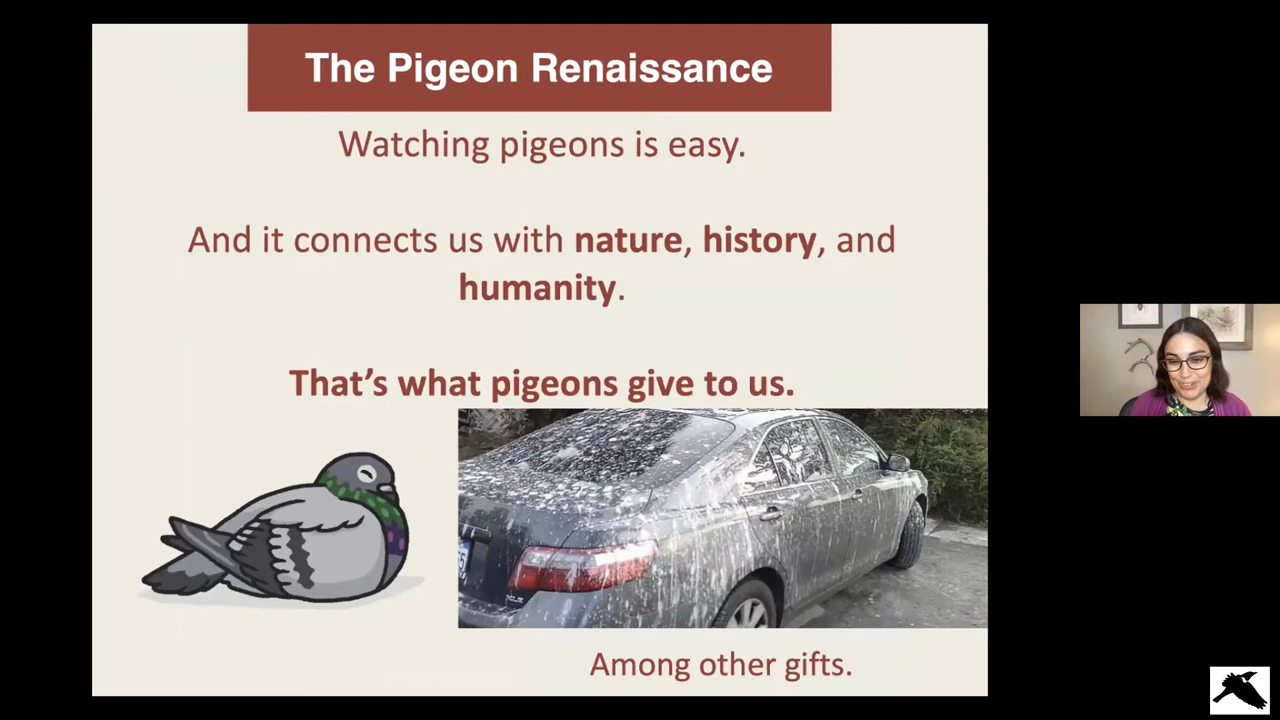 The Pigeon Renaissance
Watching pigeons is easy.
And it connects us with nature, history, and
humanity.
That's what pigeons give to us.
Among other gifts.